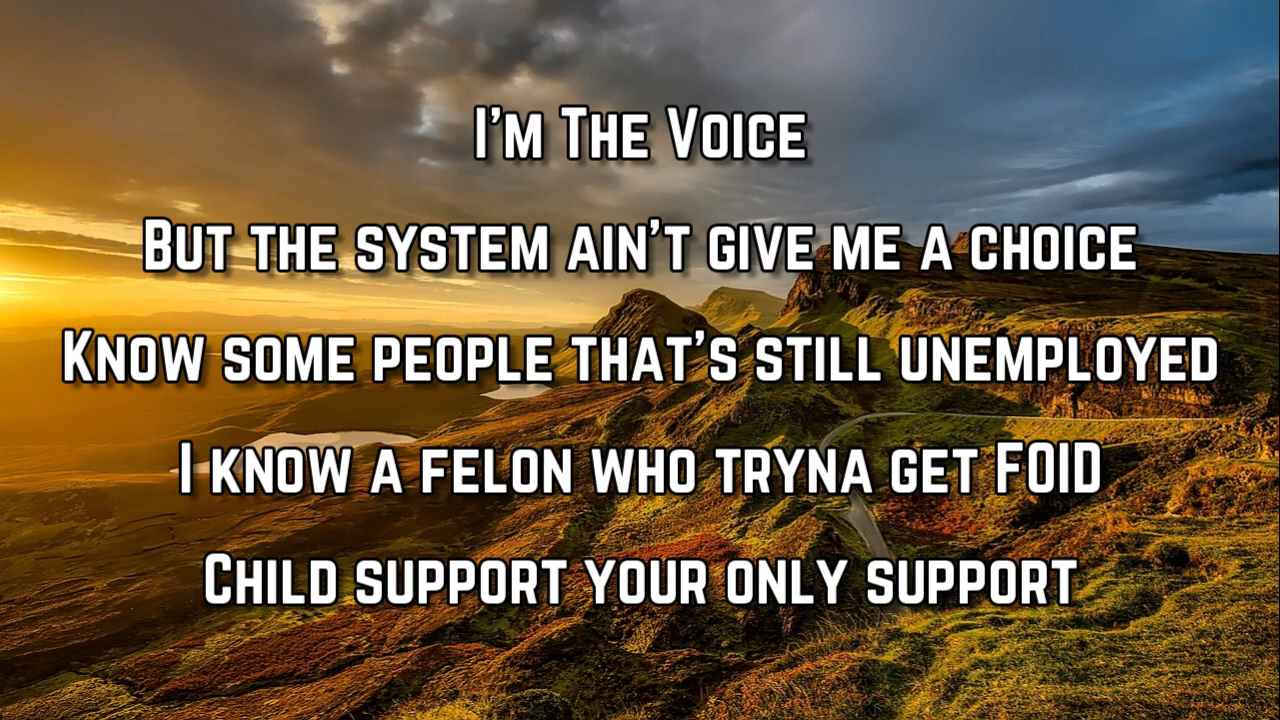 I'm The Voice
But the system ain't give me a choice
Know some people that's still unemployed
I know a felon who tryna get FOID
Child support your only support